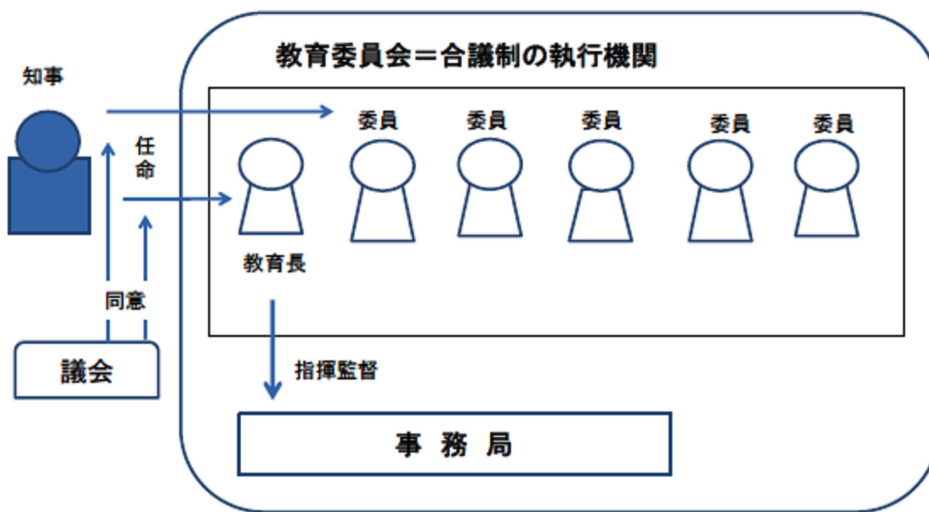 教育委員会＝合議制の執行機関
知事
委員
委員
委員
委員
委員
任命
教育長
同意
議会
指揮監督
事務局